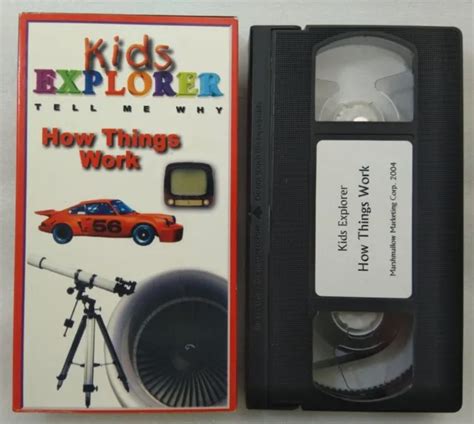 Kids
EXPLORER
TELL ME WHY
How Things
Work
56
Kids Explorer
How Things Work
Marshmallow Marketing Corp. 2004